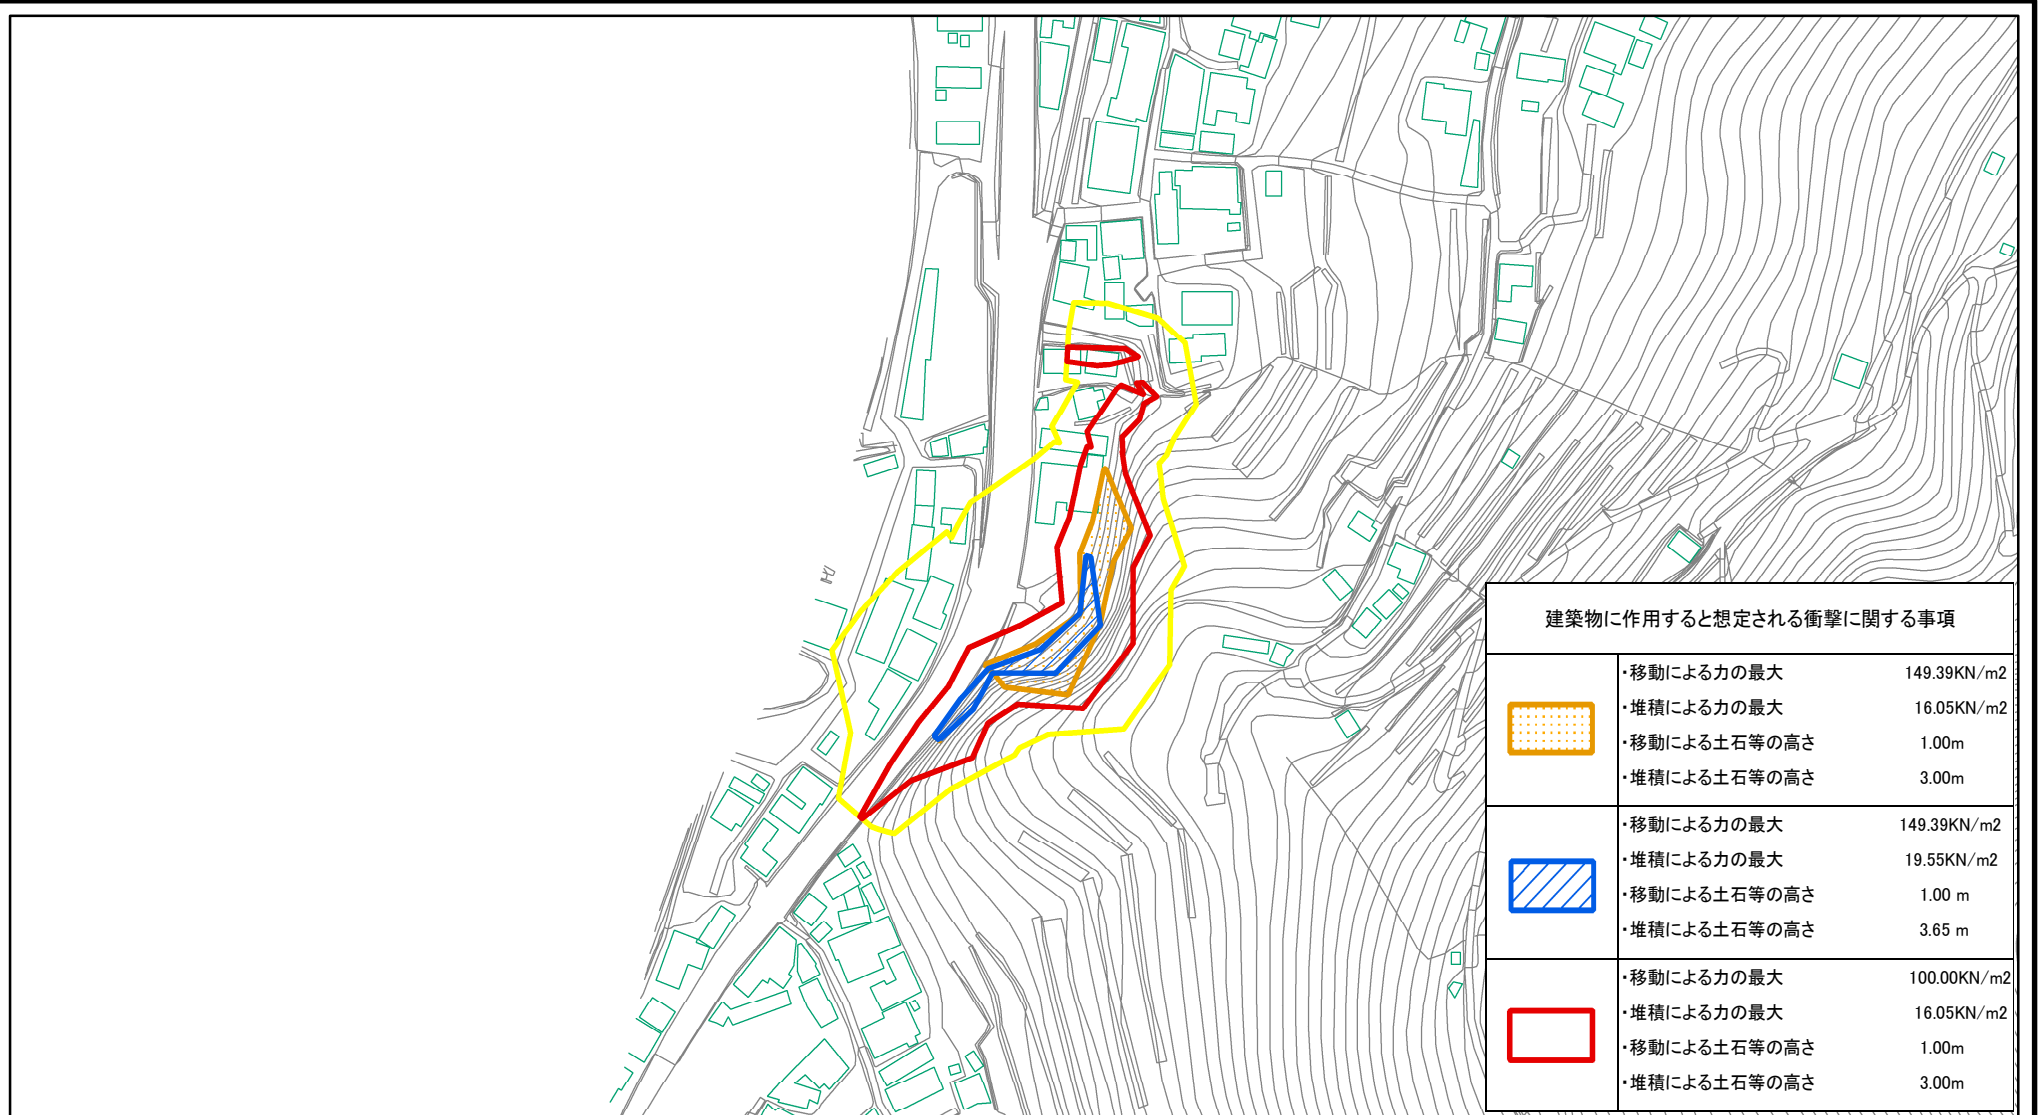 建築物に作用すると想定される衝撃に関する事項
・移動による力の最大 149.39KN/m2
・堆積による力の最大 16.05KN/m2
・移動による土石等の高さ 1.00m
・堆積による土石等の高さ 3.00m
・移動による力の最大 149.39KN/m2
・堆積による力の最大 19.55KN/m2
・移動による土石等の高さ 1.00 m
・堆積による土石等の高さ 3.65 m
・移動による力の最大 100.00KN/m2
・堆積による力の最大 16.05KN/m2
・移動による土石等の高さ 1.00m
・堆積による土石等の高さ 3.00m